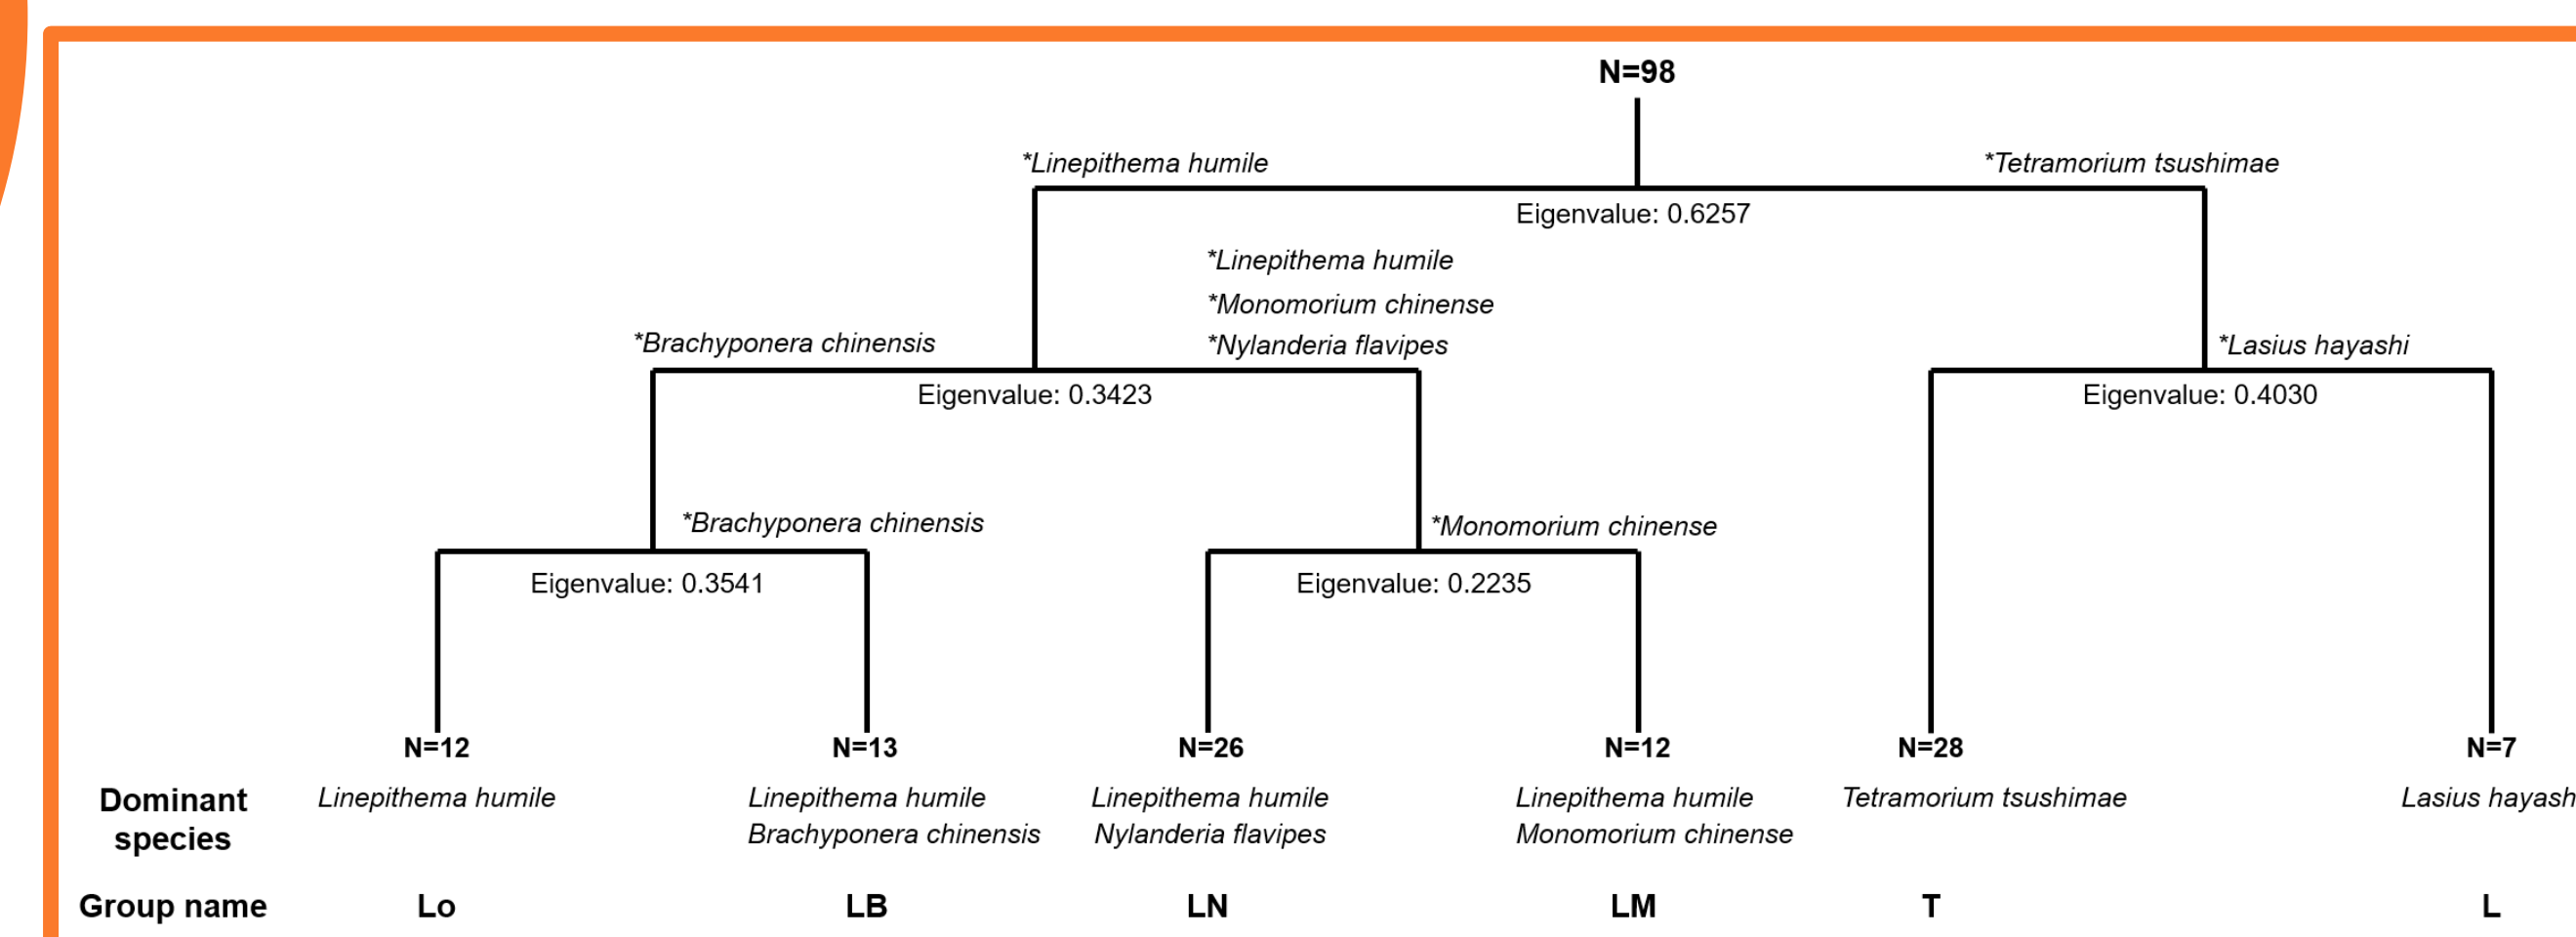 N=98
*Linepithema humile
*Tetramorium tsushimae
Eigenvalue: 0.6257
*Linepithema humile
*Monomorium chinense
*Brachyponera chinensis
*Nylanderia flavipes
*Lasius hayashi
Eigenvalue: 0.3423
Eigenvalue: 0.4030
*Brachyponera chinensis
*Monomorium chinense
Eigenvalue: 0.3541
Eigenvalue: 0.2235
N=12
N=13
N=26
N=12
N=28
N=7
Dominant
species
Linepithema humile
Linepithema humile
Brachyponera chinensis
Linepithema humile
Nylanderia flavipes
Linepithema humile
Monomorium chinense
Tetramorium tsushimae
Lasius hayash
Group name
Lo
LB
LN
LM
T
L